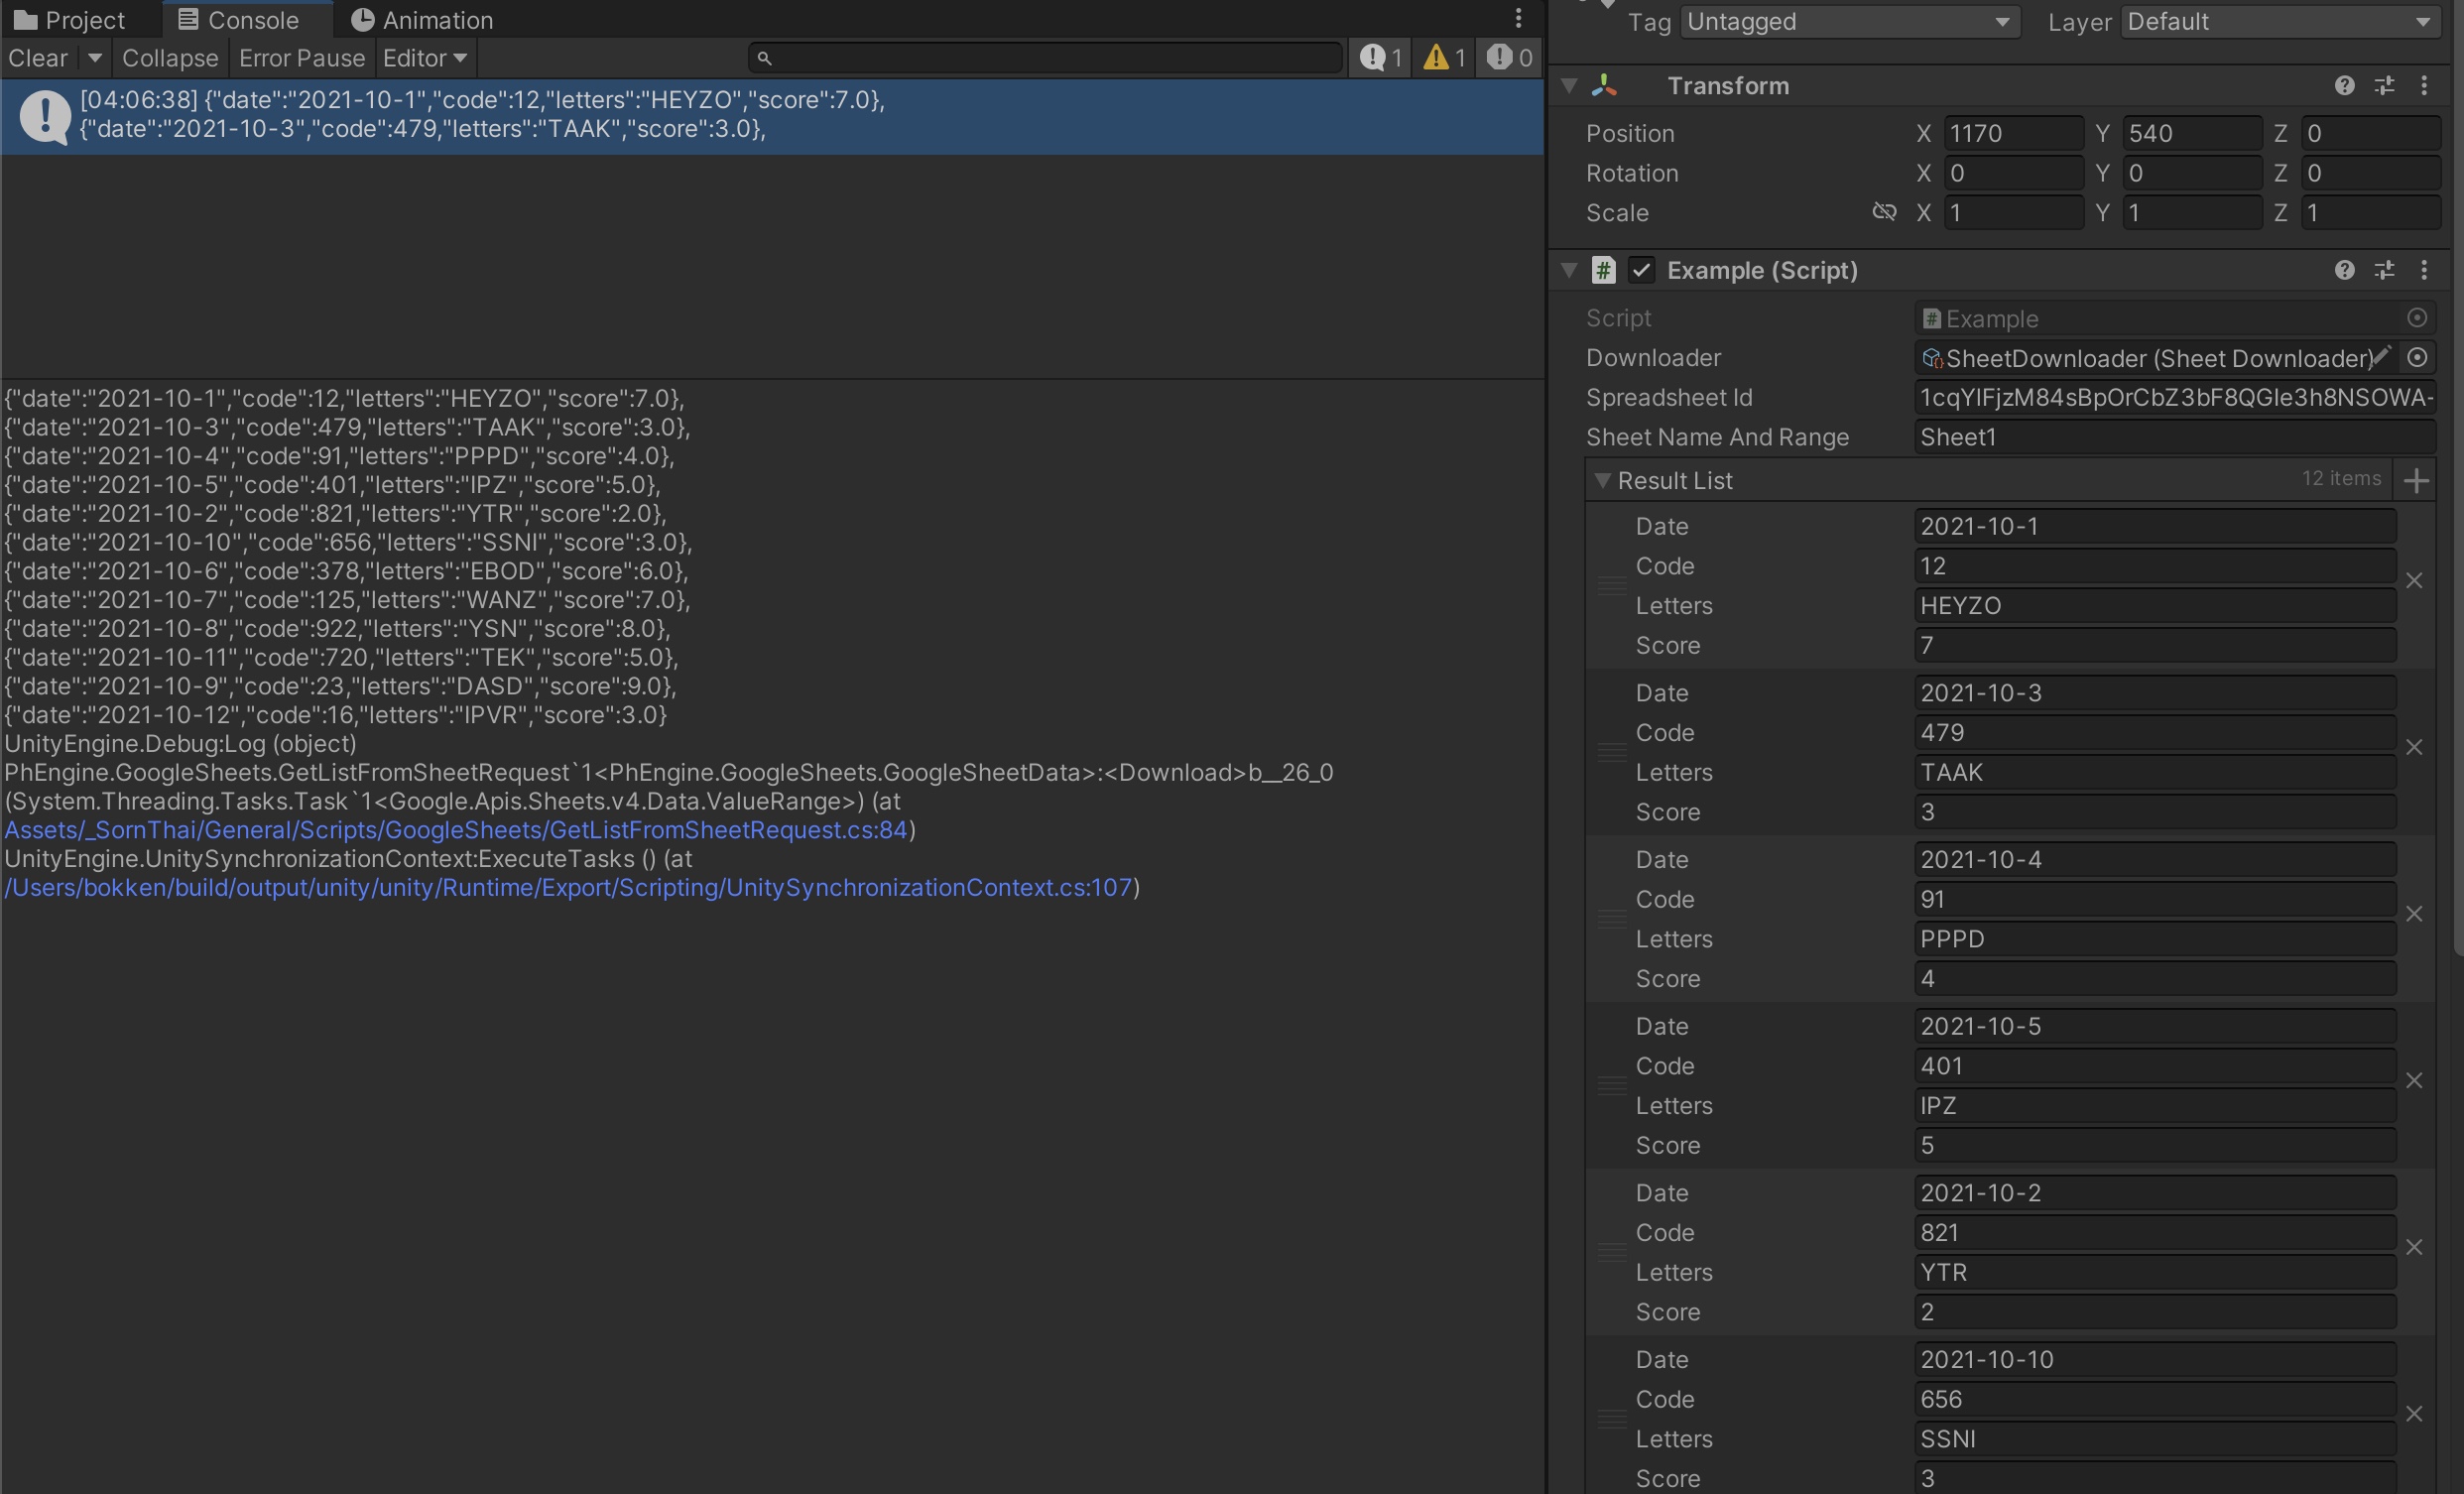 Project Console Animation
Clear Collapse Error Pause Editor 1 1 0
[04:06:38] {"date":"2021-10-1","code":12,"letters":"HEYZO","score":7.0},
{"date":"2021-10-3","code":479,"letters":"TAAK","score":3.0},
{"date":"2021-10-1","code":12,"letters":"HEYZO","score":7.0},
{"date":"2021-10-3","code":479,"letters":"TAAK","score":3.0},
{"date":"2021-10-4","code":91,"letters":"PPPD","score":4.0},
{"date":"2021-10-5","code":401,"letters":"IPZ","score":5.0},
{"date":"2021-10-2","code":821,"letters":"YTR","score":2.0},
{"date":"2021-10-10","code":656,"letters":"SSNI","score":3.0},
{"date":"2021-10-6","code":378,"letters":"EBOD","score":6.0},
{"date":"2021-10-7","code":125,"letters":"WANZ","score":7.0},
{"date":"2021-10-8","code":922,"letters":"YSN","score":8.0},
{"date":"2021-10-11","code":720,"letters":"TEK","score":5.0},
{"date":"2021-10-9","code":23,"letters":"DASD","score":9.0},
{"date":"2021-10-12","code":16,"letters":"IPVR","score":3.0}
UnityEngine.Debug:Log (object)
PhEngine.GoogleSheets.GetListFromSheetRequest`1<PhEngine.GoogleSheets.GoogleSheetData>:<Download>b__26_0
(System.Threading.Tasks.Task`1<Google.Apis.Sheets.v4.Data.ValueRange>) (at
Assets/_SornThai/General/Scripts/GoogleSheets/GetListFromSheetRequest.cs:84)
UnityEngine.UnitySynchronizationContext:ExecuteTasks () (at
/Users/bokken/build/output/unity/unity/Runtime/Export/Scripting/UnitySynchronizationContext.cs:107)
Tag Untagged Layer Default
Transform
Position X 1170 Y 540 Z 0
Rotation X 0 Y 0 Z 0
Scale X 1 Y 1 Z 1
# Example (Script)
Script # Example
Downloader SheetDownloader (Sheet Downloader)
Spreadsheet Id 1cqYIFjzM84sBpOrCbZ3bF8QGle3h8NSOWA-
Sheet Name And Range Sheet1
Result List 12 items
Date 2021-10-1
Code 12
Letters HEYZO
Score 7
Date 2021-10-3
Code 479
Letters TAAK
Score 3
Date 2021-10-4
Code 91
Letters PPPD
Score 4
Date 2021-10-5
Code 401
Letters IPZ
Score 5
Date 2021-10-2
Code 821
Letters YTR
Score 2
Date 2021-10-10
Code 656
Letters SSNI
Score 3